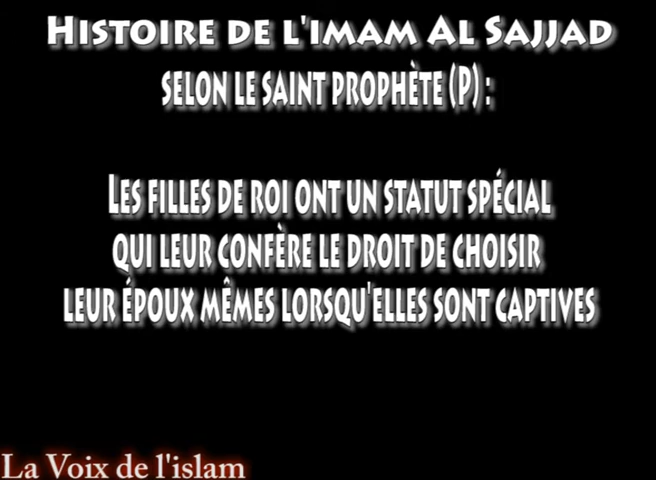 Histoire de l'imam Al Sajjad
selon le saint prophète (P) :
Les filles de roi ont un statut spécial
qui leur confère le droit de choisir
leur époux mêmes lorsqu'elles sont captives
La Voix de l'islam